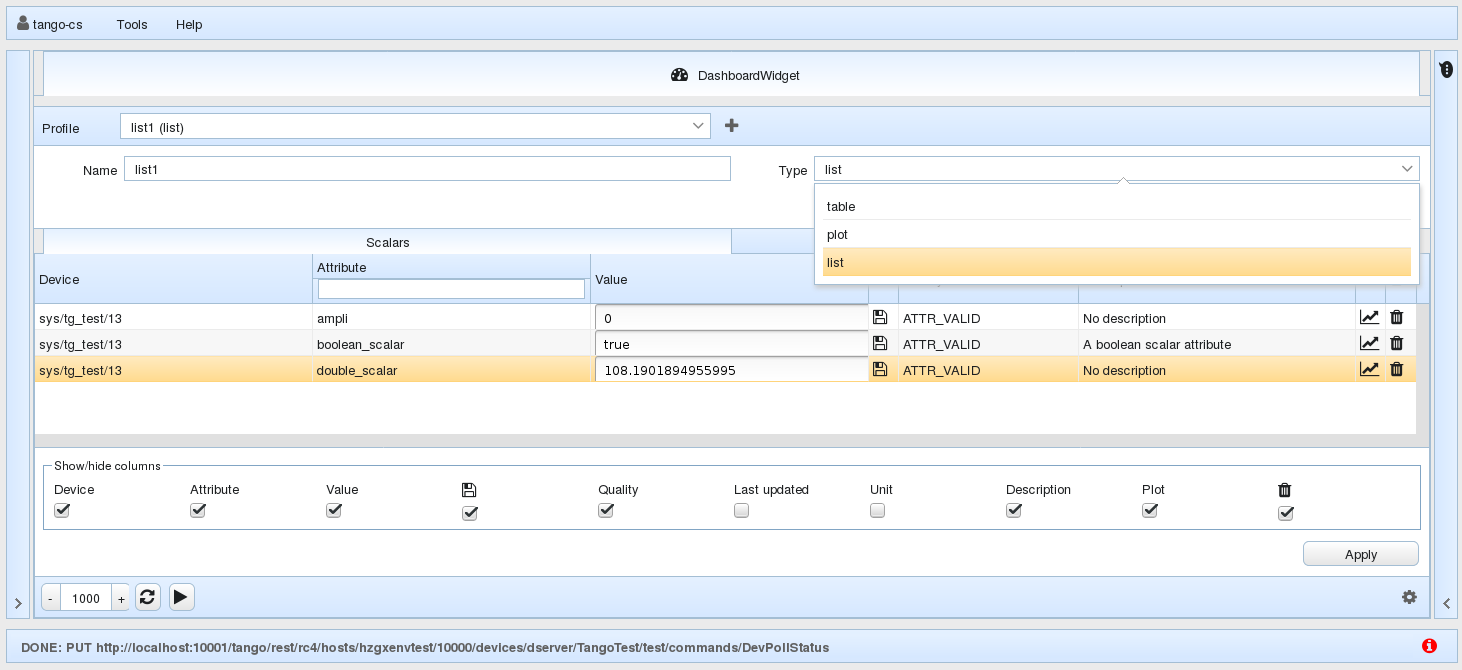 tango-cs Tools Help
DashboardWidget
Profile list1 (list)
Name list1 Type list
table
plot
list
Scalars
Device Attribute Value
sys/tg_test/13 ampli 0 ATTR_VALID No description
sys/tg_test/13 boolean_scalar true ATTR_VALID A boolean scalar attribute
sys/tg_test/13 double_scalar 108.1901894955995 ATTR_VALID No description
Show/hide columns
Device Attribute Value Quality Last updated Unit Description Plot
Apply
- 1000 +
DONE: PUT http://localhost:10001/tango/rest/rc4/hosts/hzgxenvtest/10000/devices/dserver/TangoTest/test/commands/DevPollStatus